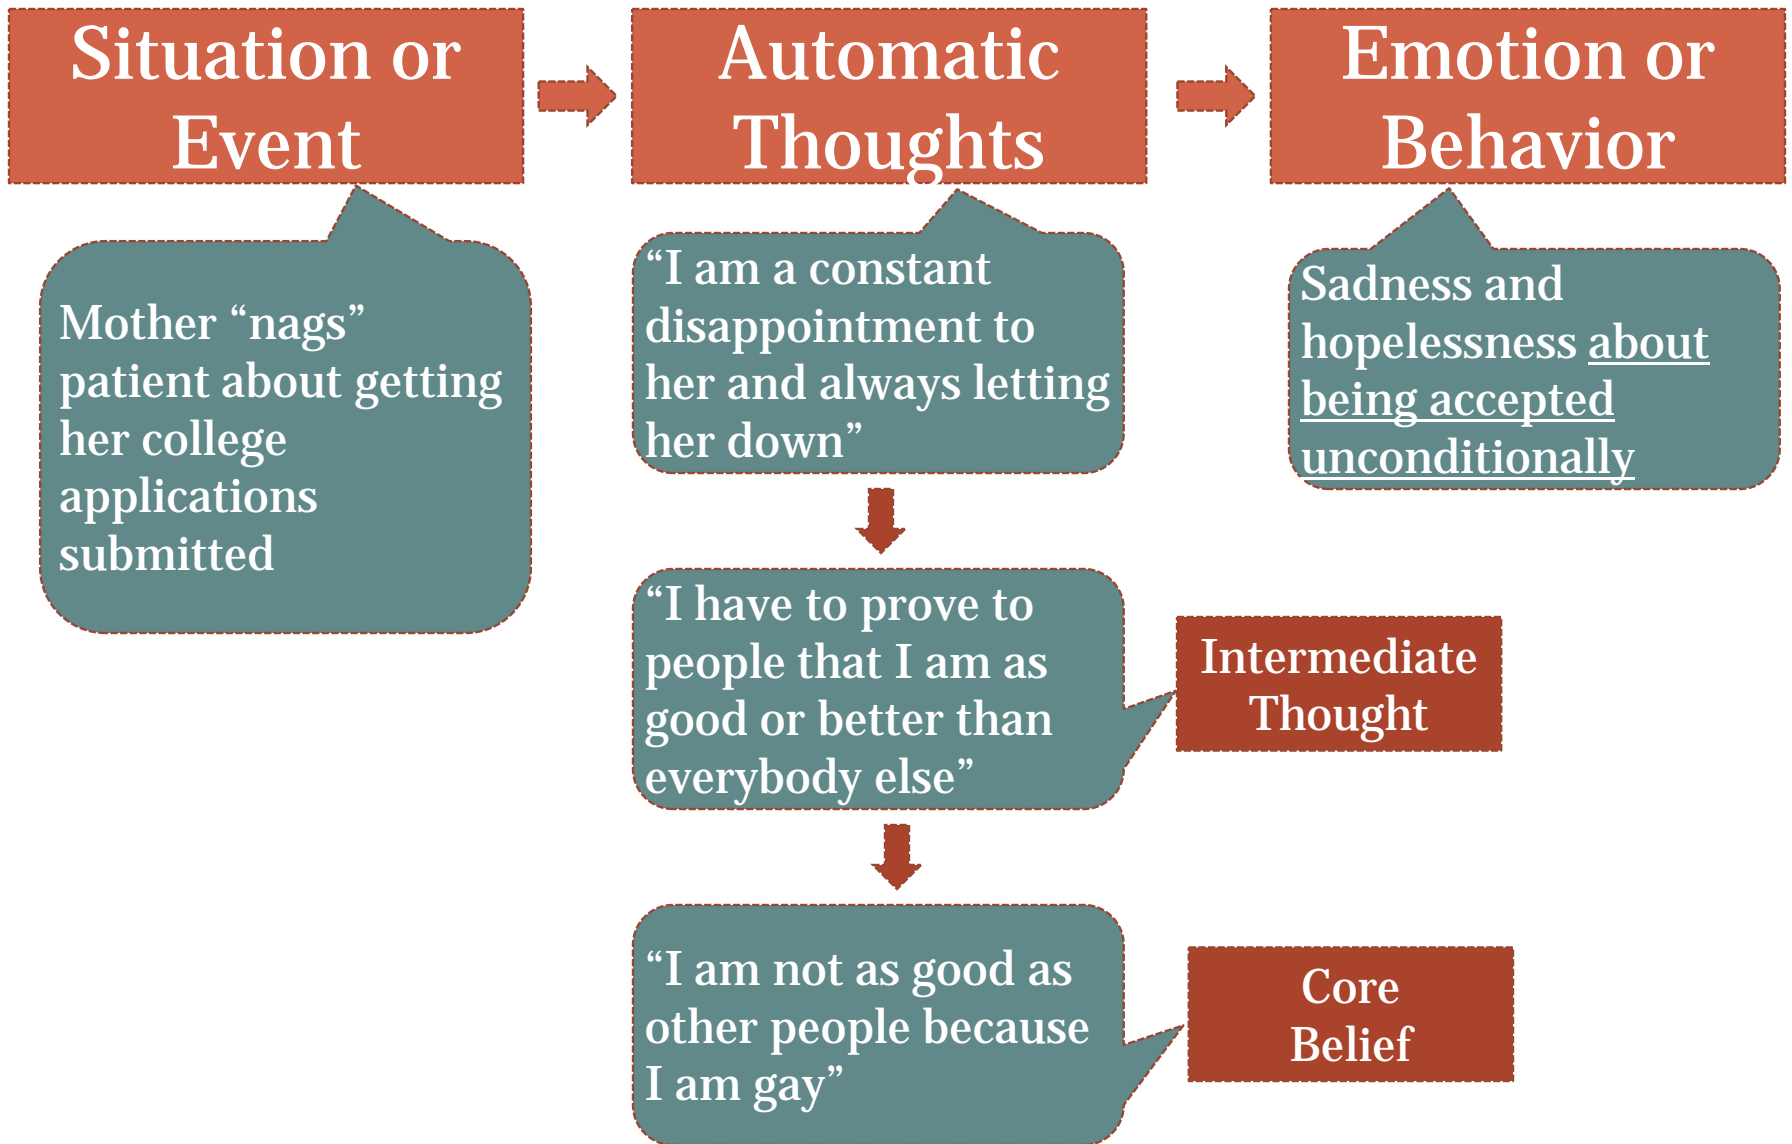 Situation or
Event
Automatic
Thoughts
Emotion or
Behavior
Mother “nags”
patient about getting
her college
applications
submitted
“I am a constant
disappointment to
her and always letting
her down”
Sadness and
hopelessness about
being accepted
unconditionally
“I have to prove to
people that I am as
good or better than
everybody else”
Intermediate
Thought
“I am not as good as
other people because
I am gay”
Core
Belief